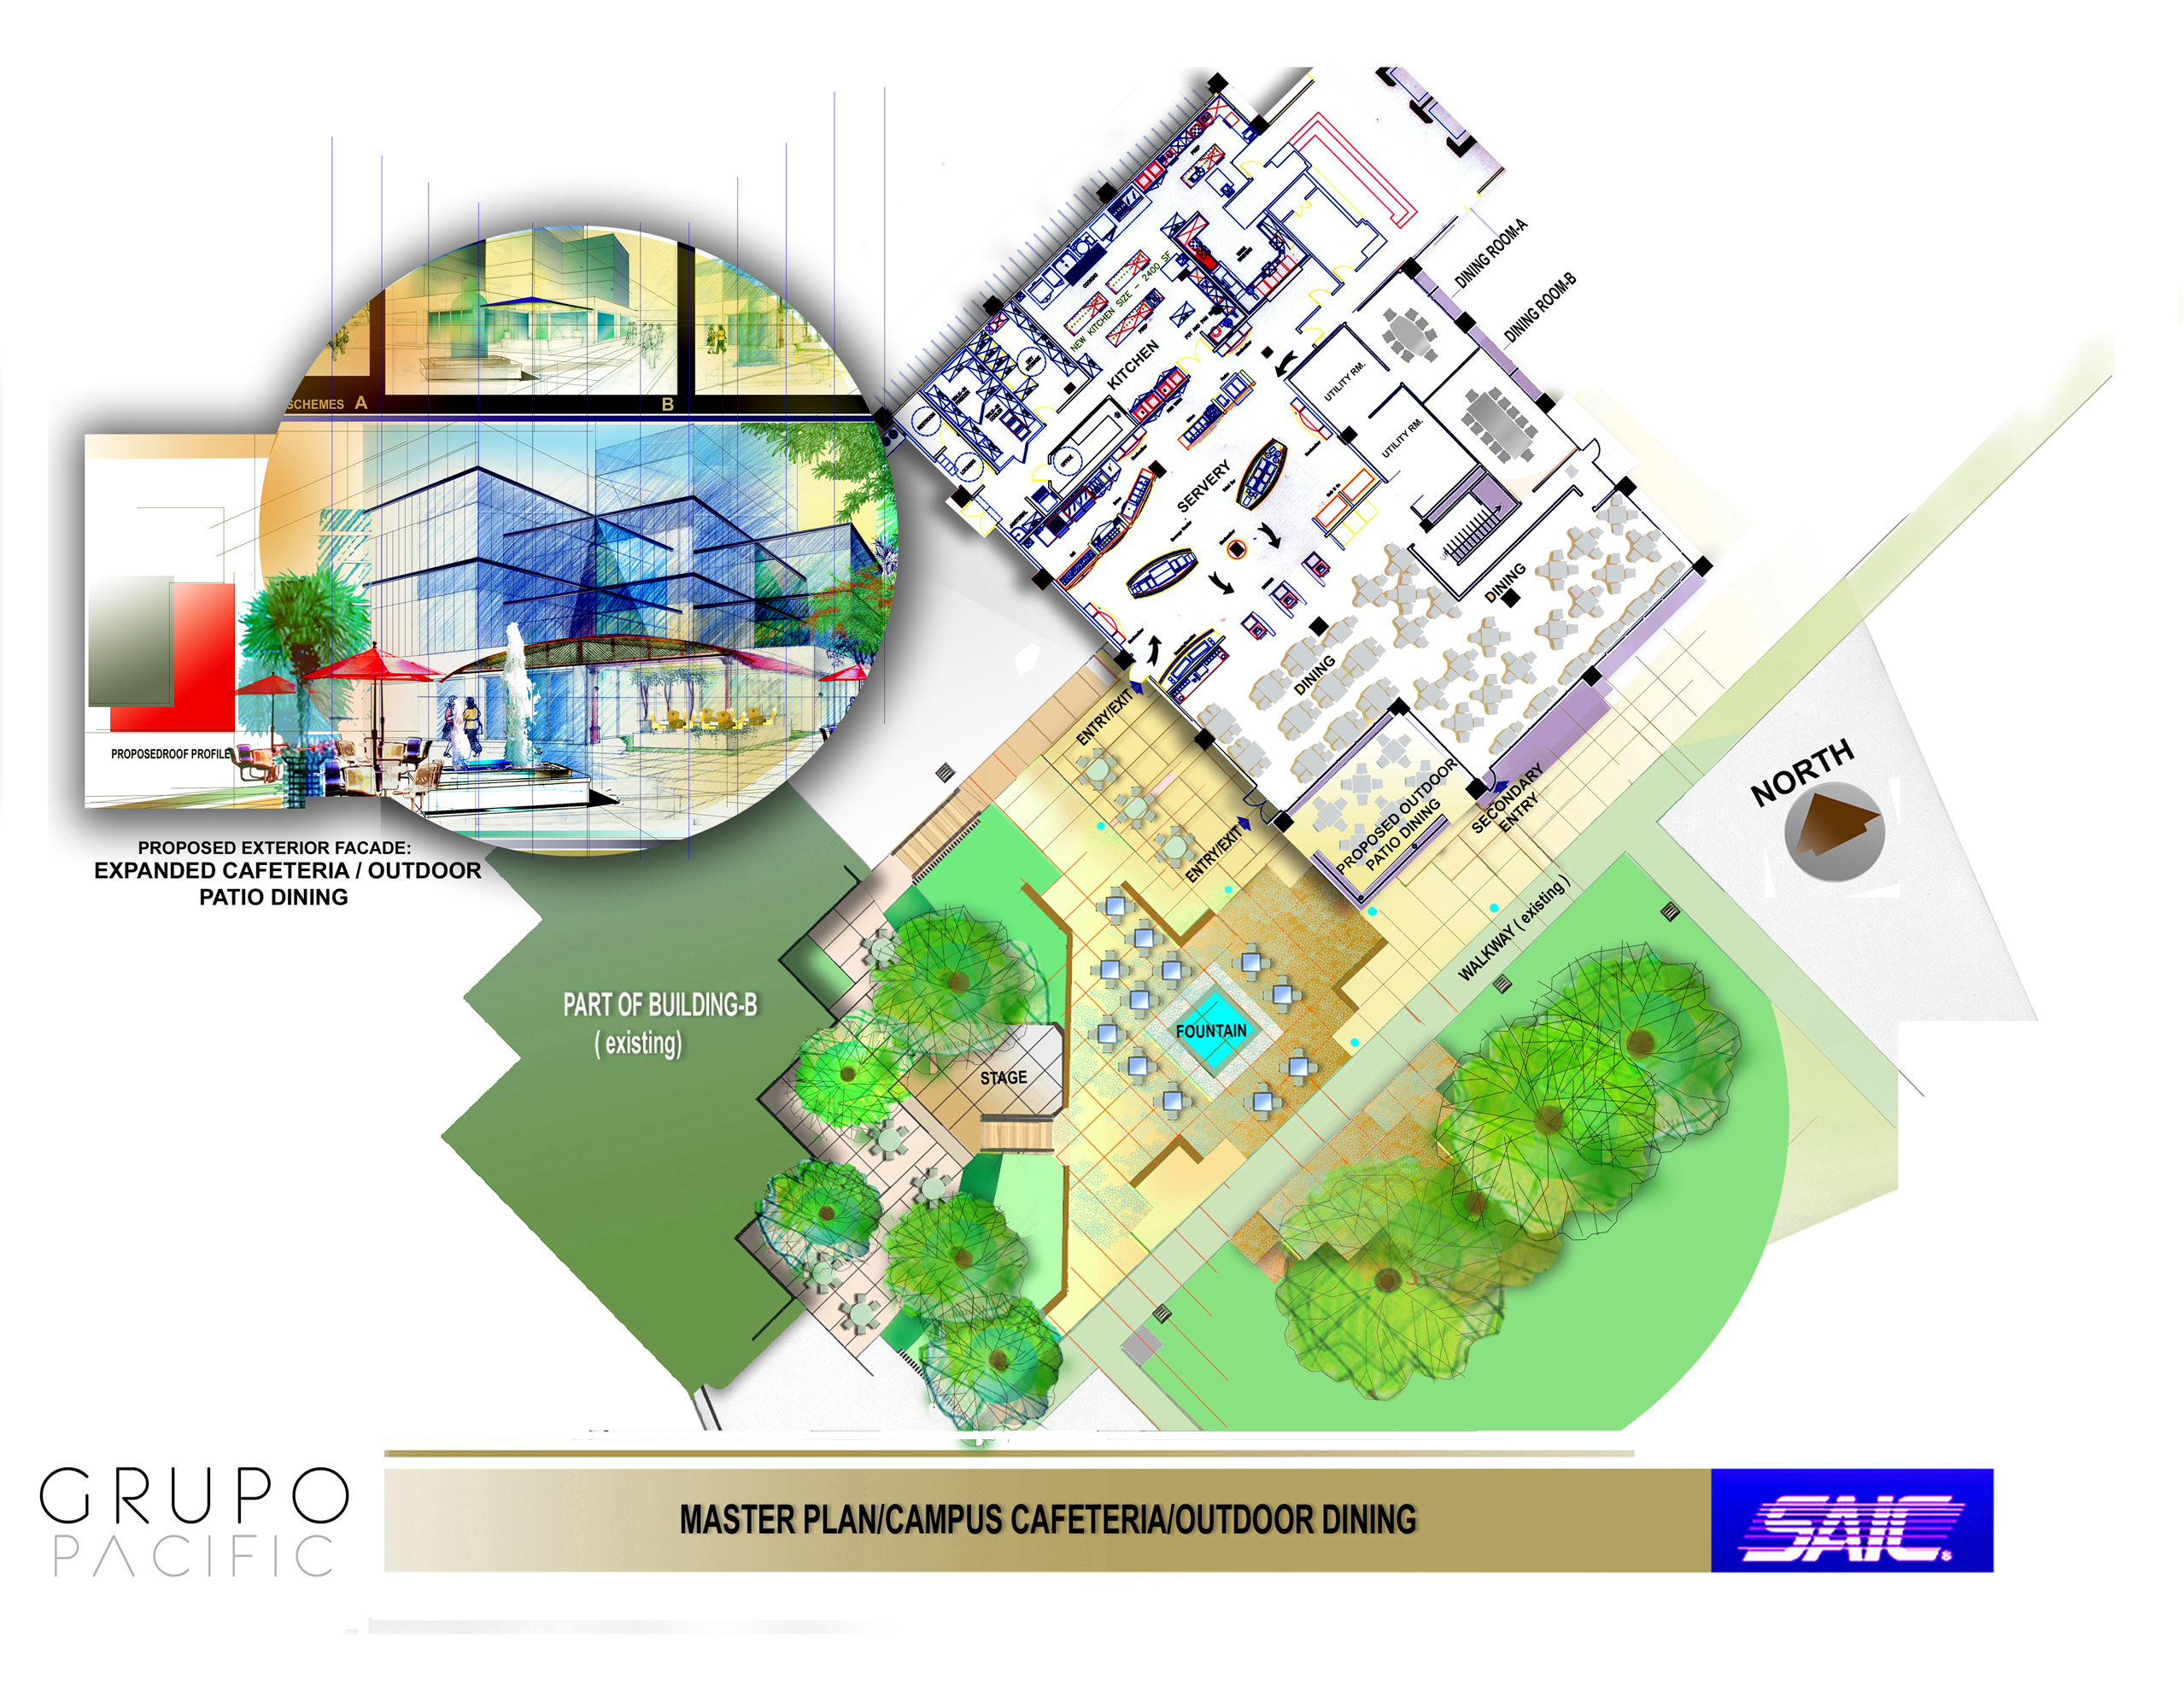 SCHEMES A
B
PROPOSEDROOF PROFILE
PROPOSED EXTERIOR FACADE:
EXPANDED CAFETERIA / OUTDOOR
PATIO DINING
DINING ROOM-A
DINING ROOM-B
NEW KITCHEN SIZE - 2400 SF
KITCHEN
UTILITY RM.
UTILITY RM.
SERVERY
DINING
DINING
ENTRY/EXIT
ENTRY/EXIT
PROPOSED OUTDOOR
PATIO DINING
SECONDARY
ENTRY
NORTH
WALKWAY ( existing )
PART OF BUILDING-B
( existing)
STAGE
FOUNTAIN
GRUPO
PACIFIC
MASTER PLAN/CAMPUS CAFETERIA/OUTDOOR DINING
SAIC